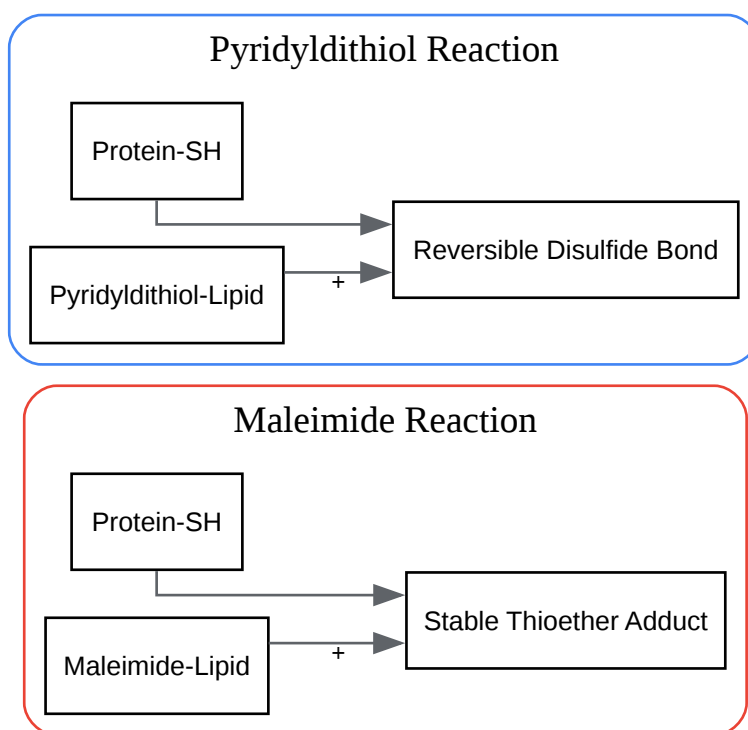 Pyridyldithiol Reaction
Protein-SH
Reversible Disulfide Bond
Pyridyldithiol-Lipid
+
Maleimide Reaction
Protein-SH
Stable Thioether Adduct
Maleimide-Lipid
+